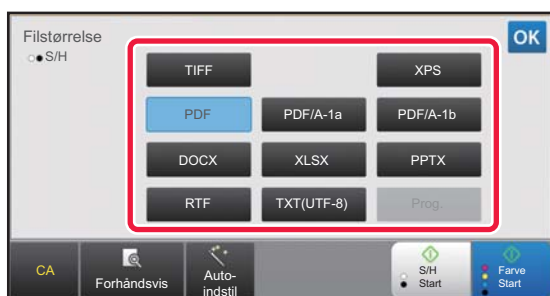 Filstørrelse
S/H
OK
TIFF
XPS
PDF
PDF/A-1a
PDF/A-1b
DOCX
XLSX
PPTX
RTF
TXT(UTF-8)
Prog.
CA
Forhåndsvis
Auto-
indstil
S/H
Start
Farve
Start